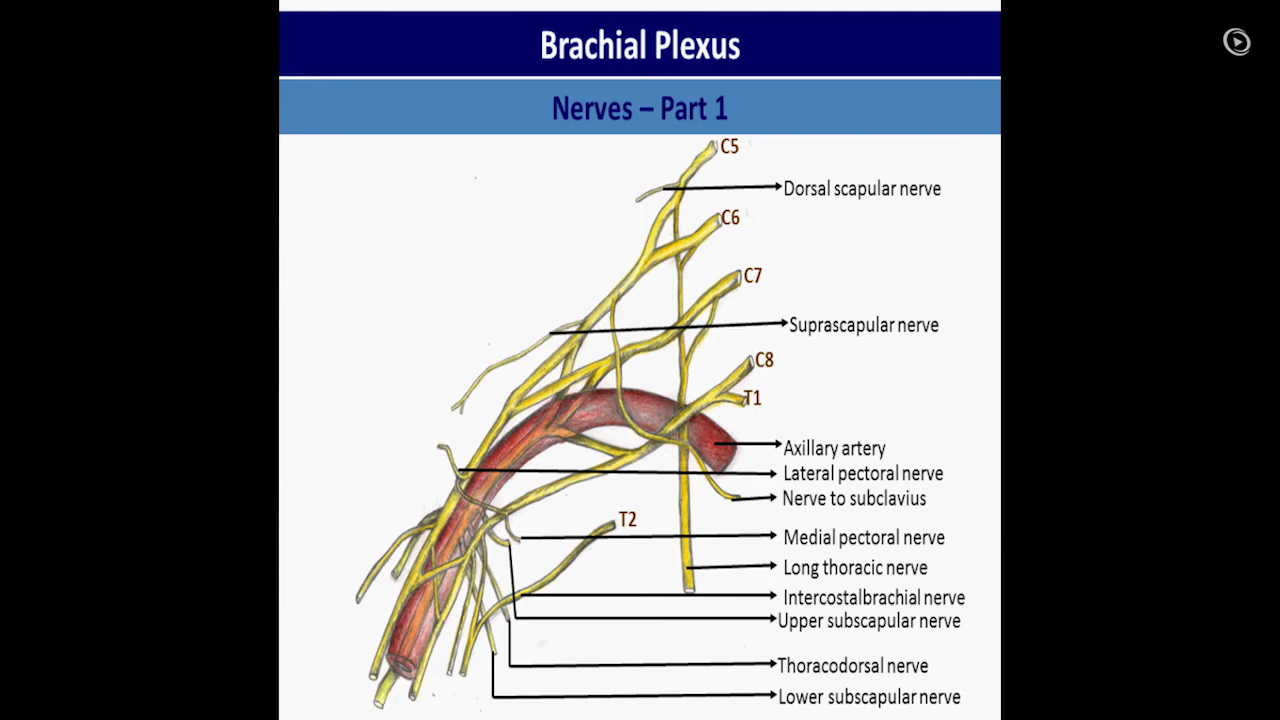 Brachial Plexus
Nerves – Part 1
C5
Dorsal scapular nerve
C6
C7
Suprascapular nerve
C8
T1
Axillary artery
Lateral pectoral nerve
Nerve to subclavius
T2
Medial pectoral nerve
Long thoracic nerve
Intercostalbrachial nerve
Upper subscapular nerve
Thoracodorsal nerve
Lower subscapular nerve